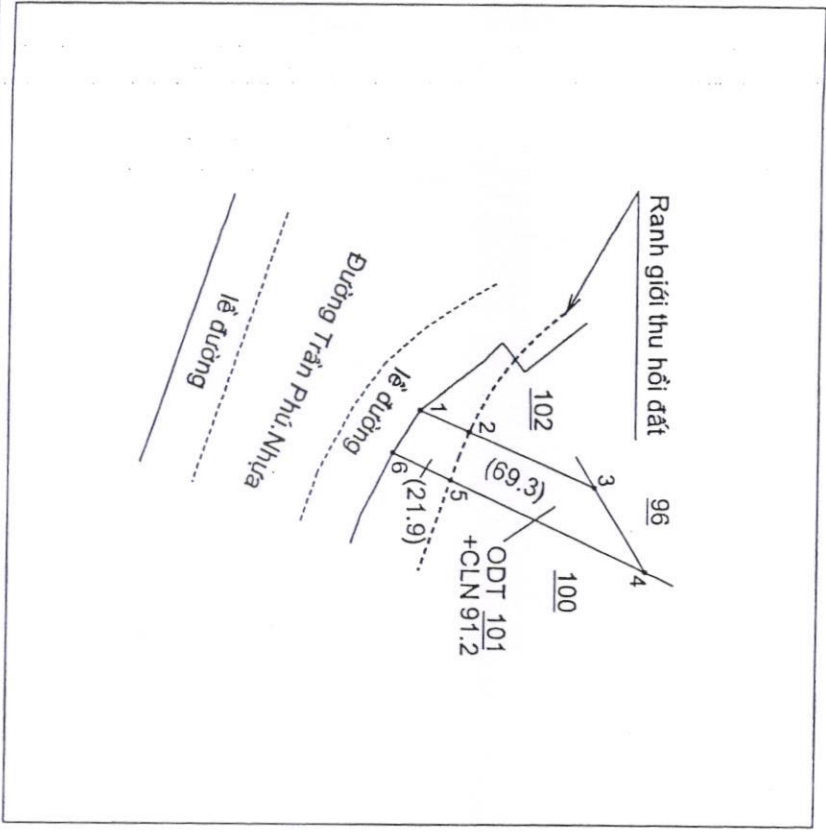 Ranh giới thu hồi đất
96
3
4
102
2
(69.3)
100
1
5
ODT 101
+CLN 91.2
(21.9)
6
lề đường
Đường Trần Phú.Nhựa
lề đường